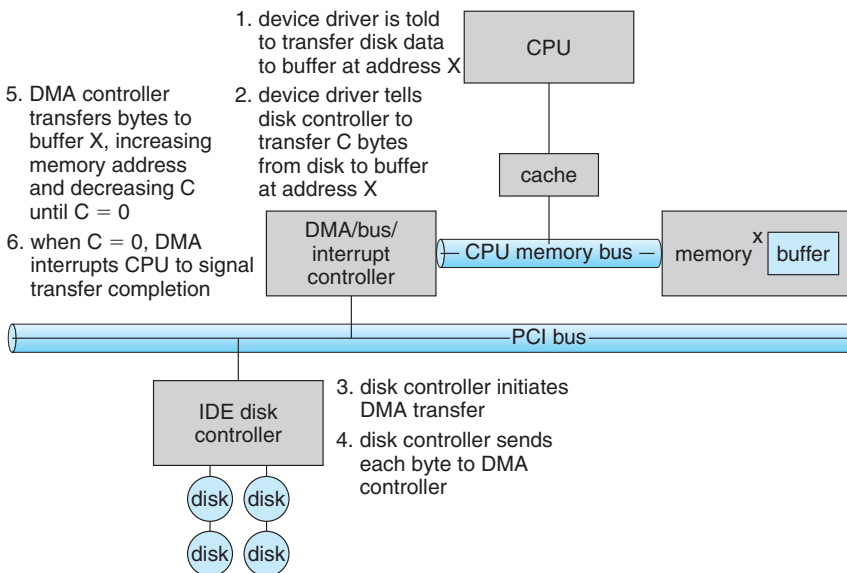 1. device driver is told
to transfer disk data
to buffer at address X
2. device driver tells
disk controller to
transfer C bytes
from disk to buffer
at address X
CPU
cache
5. DMA controller
transfers bytes to
buffer X, increasing
memory address
and decreasing C
until C = 0
6. when C = 0, DMA
interrupts CPU to signal
transfer completion
DMA/bus/
interrupt
controller
CPU memory bus
memory
x
buffer
PCI bus
IDE disk
controller
3. disk controller initiates
DMA transfer
4. disk controller sends
each byte to DMA
controller
disk
disk
disk
disk